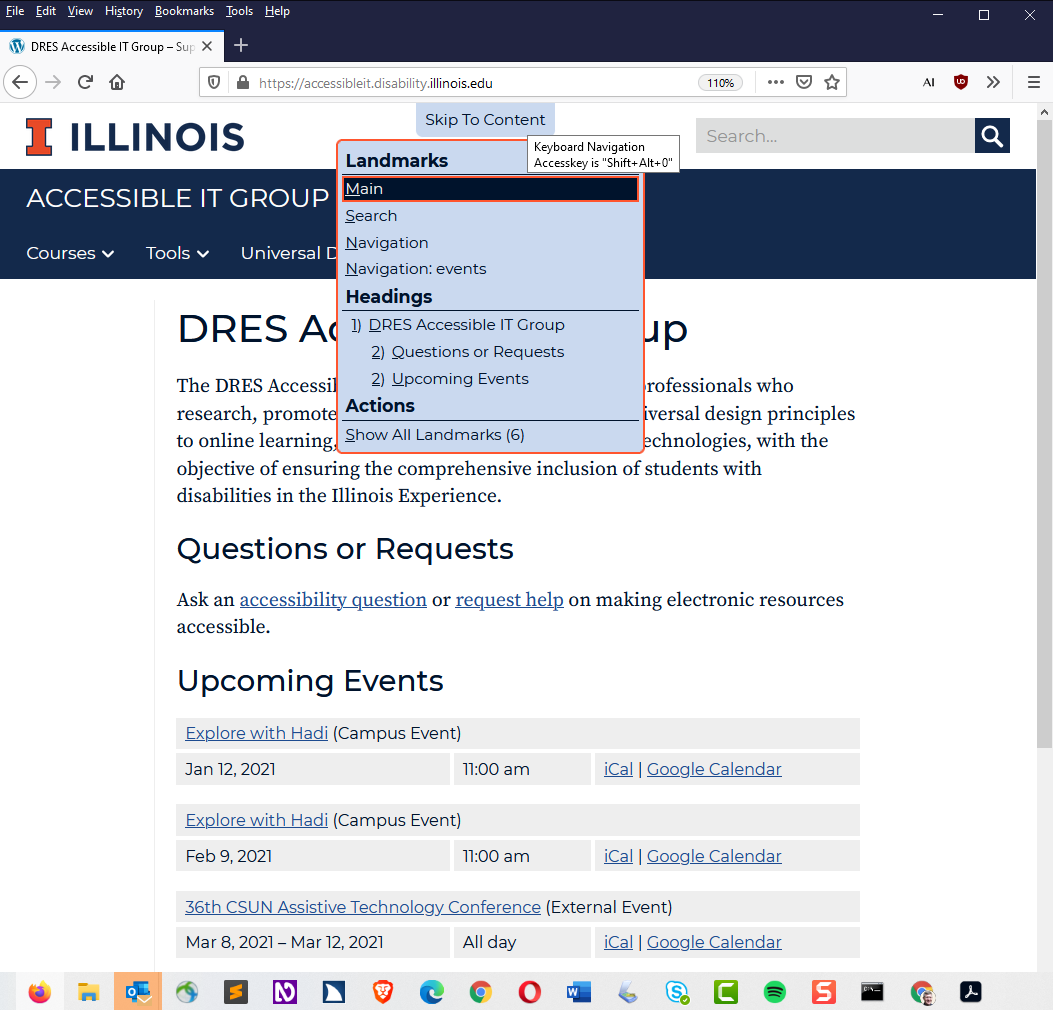 File Edit View History Bookmarks Tools Help
DRES Accessible IT Group – Sup
https://accessibleit.disability.illinois.edu
110%
AI
UD
Skip To Content
ILLINOIS
Search...
Keyboard Navigation
Accesskey is "Shift+Alt+0"
Landmarks
Main
Search
Navigation
Navigation: events
Headings
1) DRES Accessible IT Group
2) Questions or Requests
2) Upcoming Events
Actions
Show All Landmarks (6)
ACCESSIBLE IT GROUP
Courses Tools Universal D
DRES Ac up
The DRES Accessi rofessionals who
research, promote iversal design principles
to online learning, echnologies, with the
objective of ensuring the comprehensive inclusion of students with
disabilities in the Illinois Experience.
Questions or Requests
Ask an accessibility question or request help on making electronic resources
accessible.
Upcoming Events
Explore with Hadi (Campus Event)
Jan 12, 2021 11:00 am iCal | Google Calendar
Explore with Hadi (Campus Event)
Feb 9, 2021 11:00 am iCal | Google Calendar
36th CSUN Assistive Technology Conference (External Event)
Mar 8, 2021 – Mar 12, 2021 All day iCal | Google Calendar